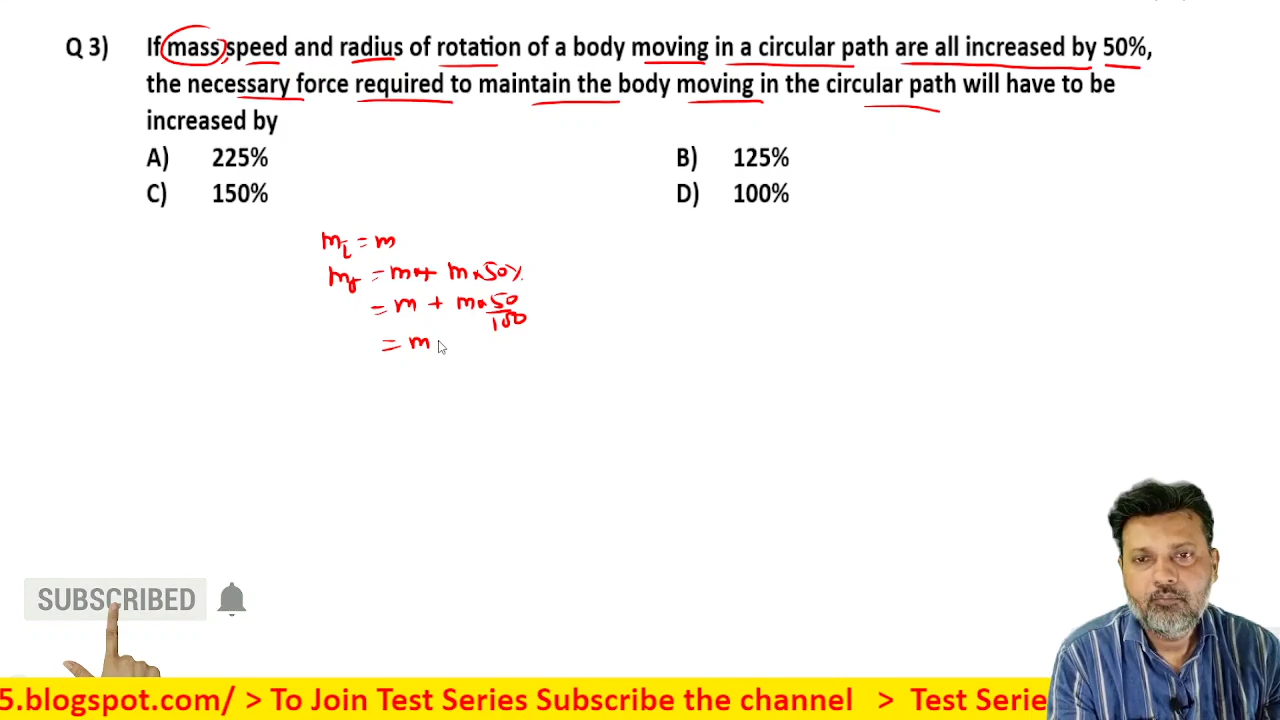 Q 3) If mass, speed and radius of rotation of a body moving in a circular path are all increased by 50%,
the necessary force required to maintain the body moving in the circular path will have to be
increased by
A) 225% B) 125%
C) 150% D) 100%
m_i = m
m_f = m + m × 50%
= m + m × 50/100
= m
SUBSCRIBED
5.blogspot.com/ > To Join Test Series Subscribe the channel > Test Serie